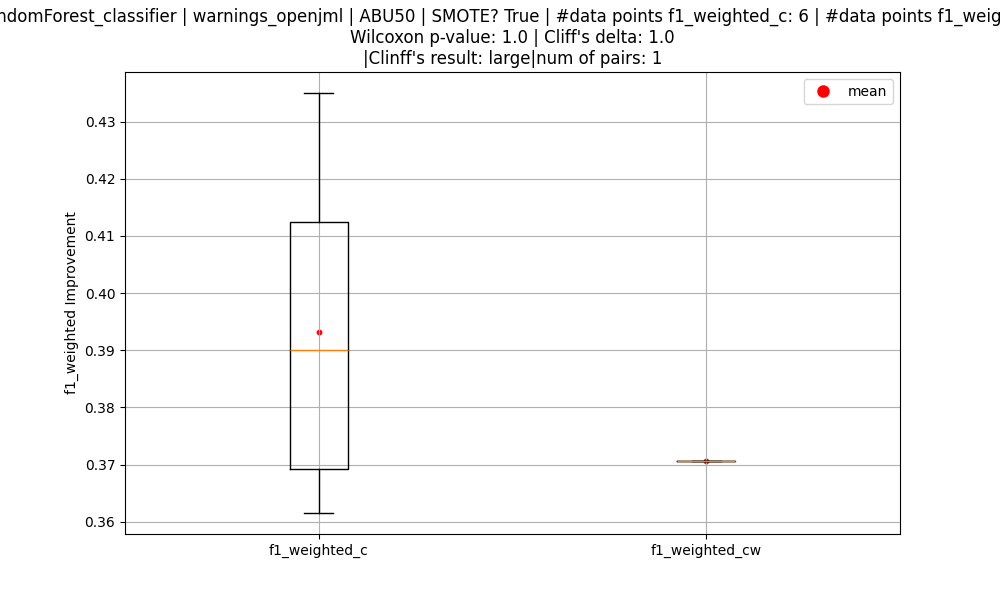 ndomForest_classifier | warnings_openjml | ABU50 | SMOTE? True | #data points f1_weighted_c: 6 | #data points f1_weig
Wilcoxon p-value: 1.0 | Cliff's delta: 1.0
|Clinff's result: large|num of pairs: 1
mean
0.43
0.42
0.41
0.40
0.39
0.38
0.37
0.36
f1_weighted Improvement
f1_weighted_c
f1_weighted_cw